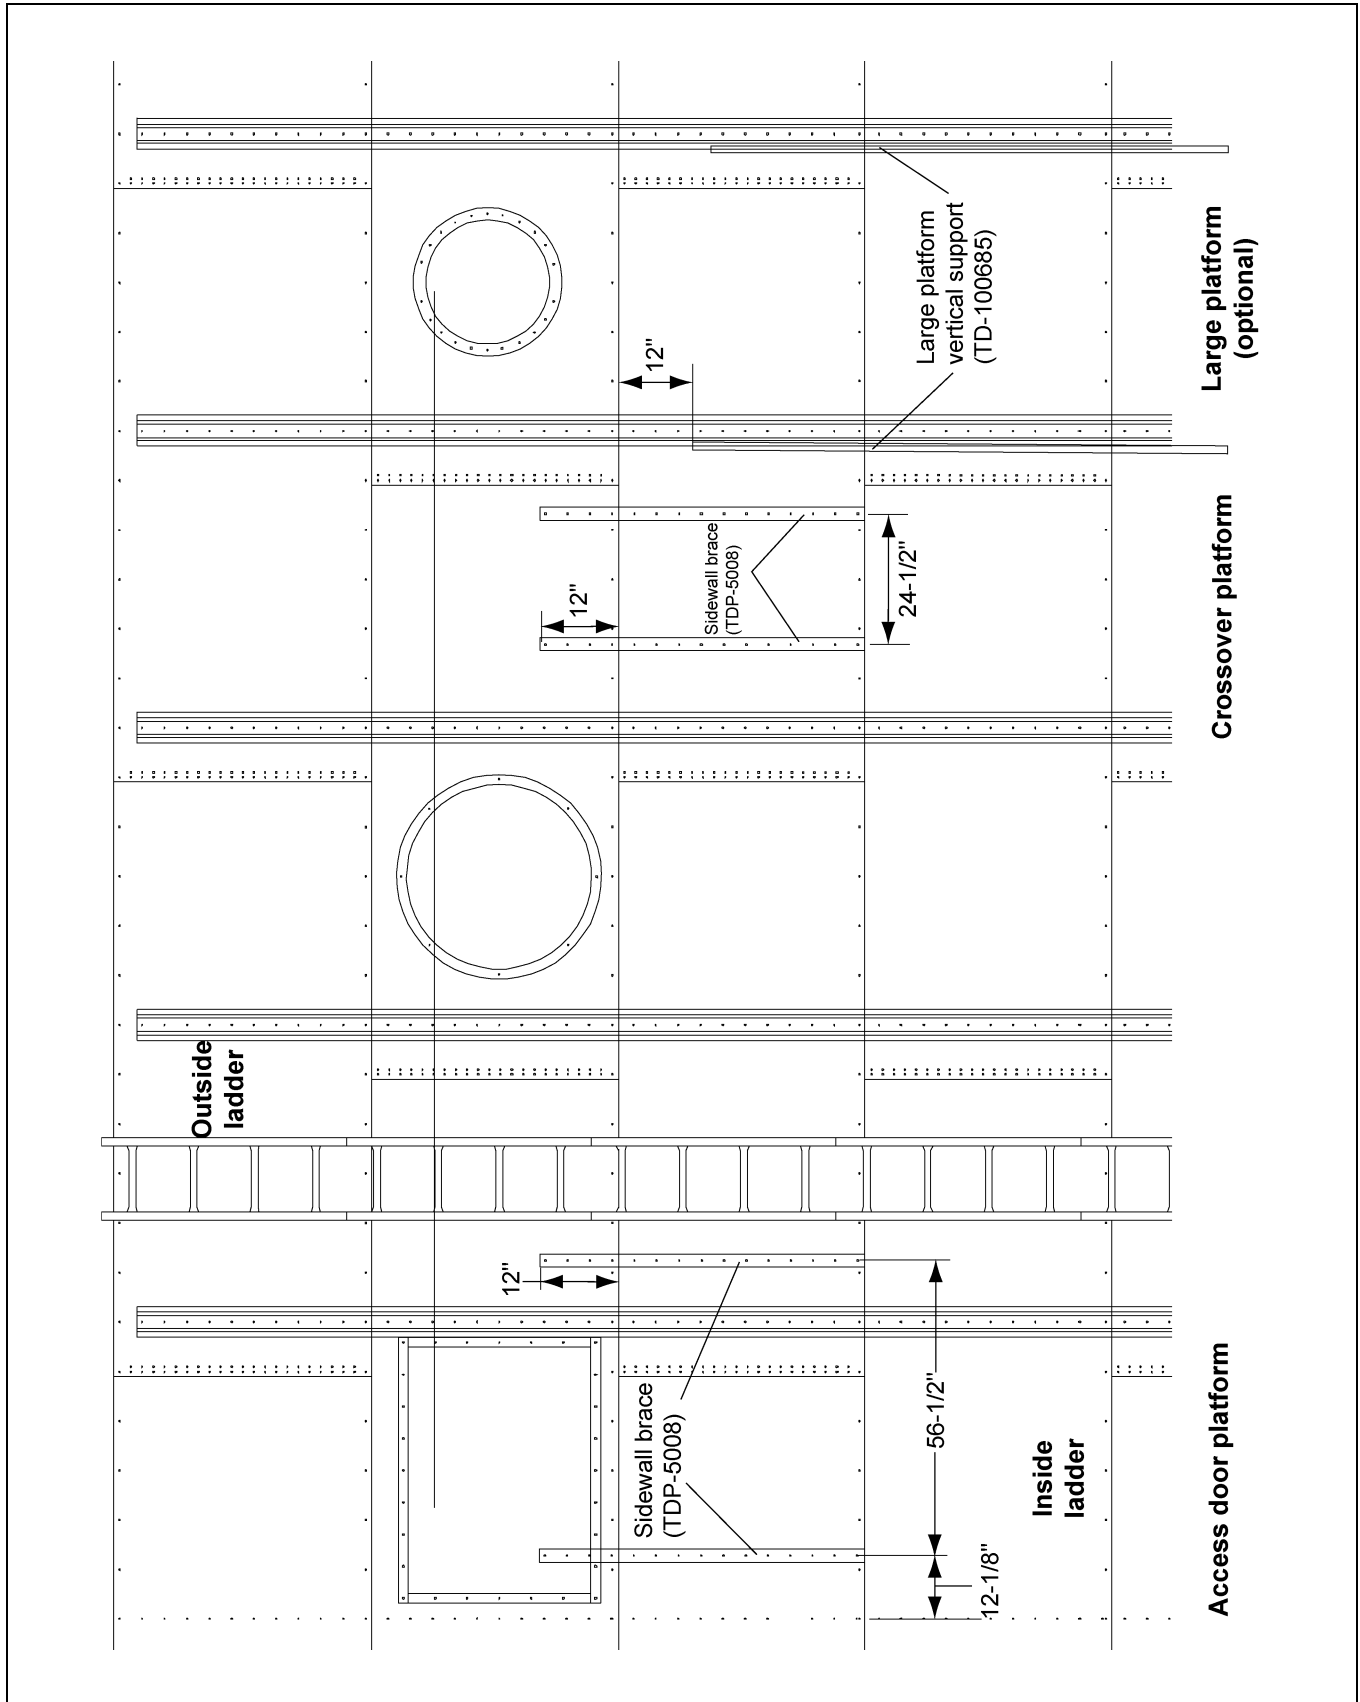 Outside
ladder
12"
Sidewall brace
(TDP-5008)
56-1/2"
12-1/8"
Inside
ladder
Access door platform
12"
Sidewall brace
(TDP-5008)
24-1/2"
Crossover platform
12"
Large platform
vertical support
(TD-100685)
Large platform
(optional)